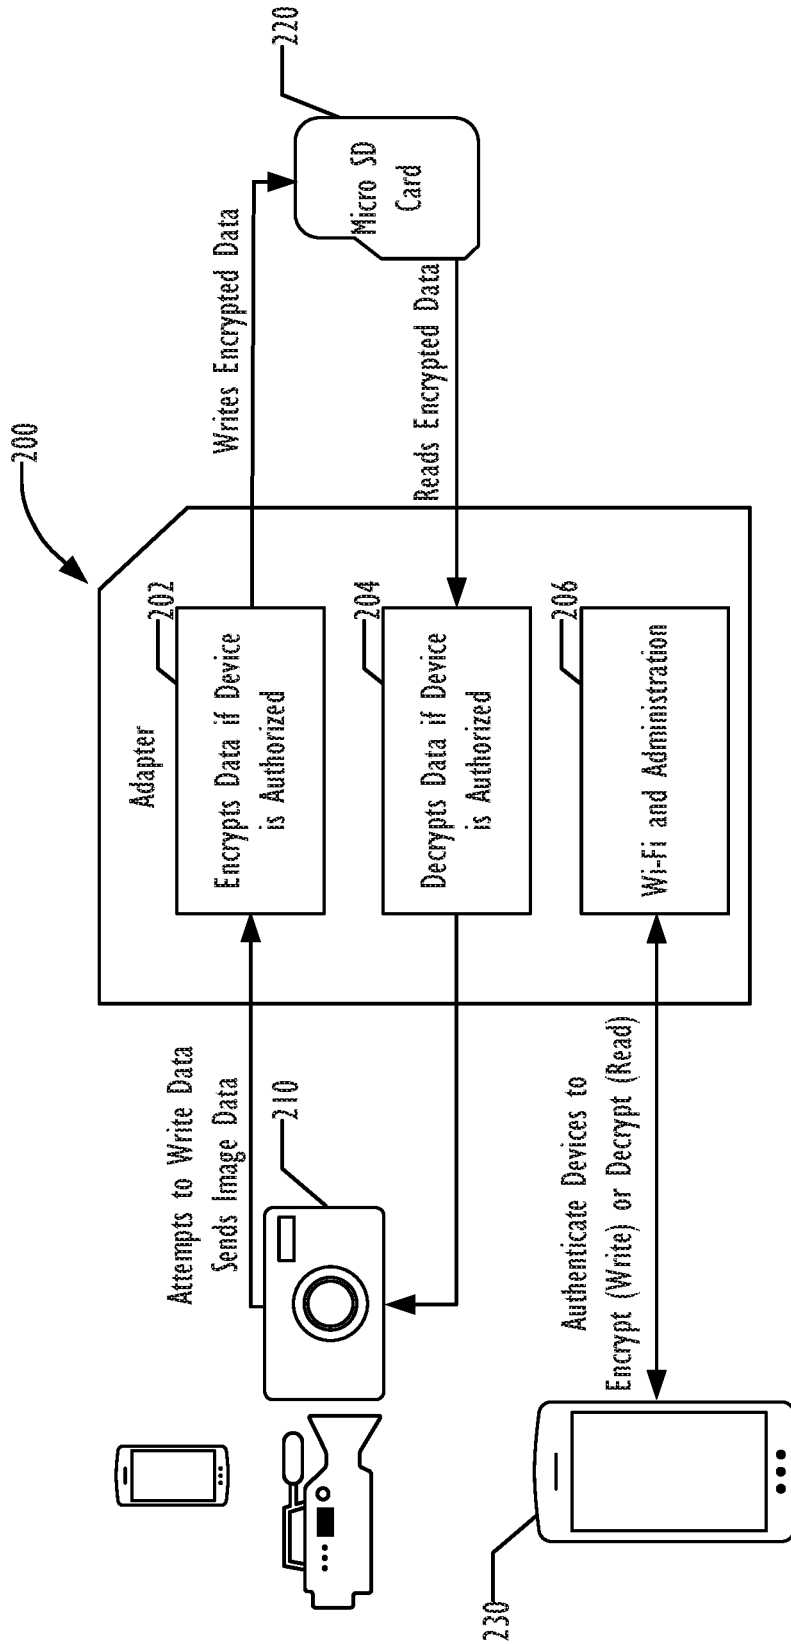 200
Adapter
Attempts to Write Data
Sends Image Data
210
202
Encrypts Data if Device
is Authorized
Writes Encrypted Data
220
Micro SD
Card
204
Decrypts Data if Device
is Authorized
Reads Encrypted Data
230
Authenticate Devices to
Encrypt (Write) or Decrypt (Read)
206
Wi-Fi and Administration